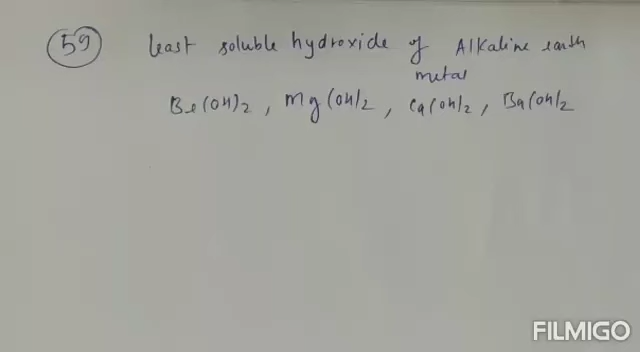 59 least soluble hydroxide of Alkaline earth
metal
Be(OH)2, Mg(OH)2, Ca(OH)2, Ba(OH)2
FILMIGO